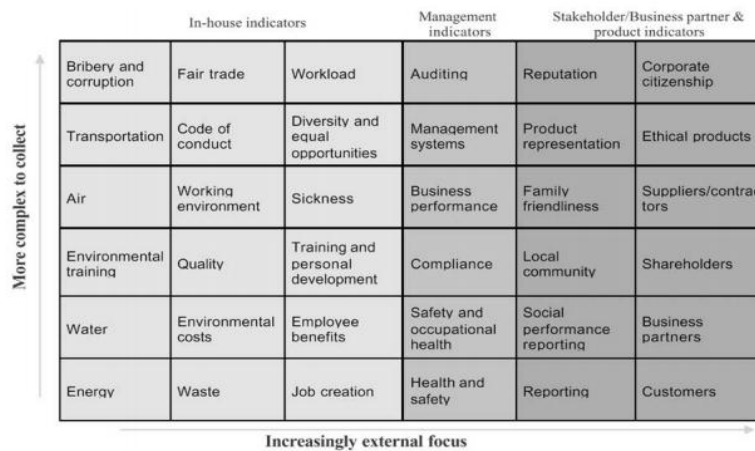 In-house indicators
Management
indicators
Stakeholder/Business partner &
product indicators
Bribery and
corruption
Fair trade
Workload
Auditing
Reputation
Corporate
citizenship
Transportation
Code of
conduct
Diversity and
equal
opportunities
Management
systems
Product
representation
Ethical products
Air
Working
environment
Sickness
Business
performance
Family
friendliness
Suppliers/contrac
tors
Environmental
training
Quality
Training and
personal
development
Compliance
Local
community
Shareholders
Water
Environmental
costs
Employee
benefits
Safety and
occupational
health
Social
performance
reporting
Business
partners
Energy
Waste
Job creation
Health and
safety
Reporting
Customers
More complex to collect
Increasingly external focus